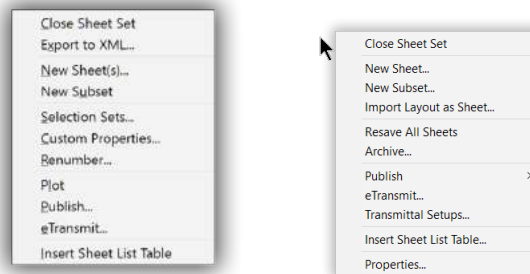 Close Sheet Set
Export to XML...
New Sheet(s)...
New Subset
Selection Sets...
Custom Properties...
Renumber...
Plot
Publish...
eTransmit...
Insert Sheet List Table
Close Sheet Set
New Sheet...
New Subset...
Import Layout as Sheet...
Resave All Sheets
Archive...
Publish
eTransmit...
Transmittal Setups...
Insert Sheet List Table...
Properties...